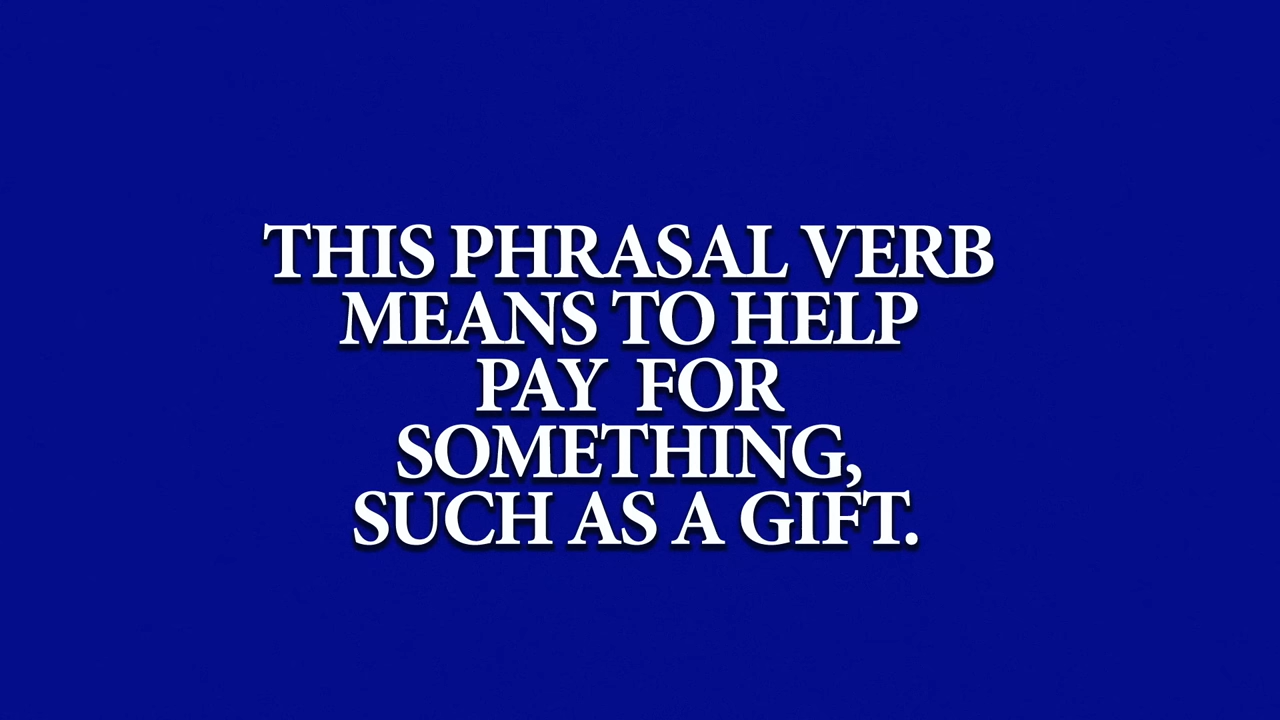 THIS PHRASAL VERB
MEANS TO HELP
PAY FOR
SOMETHING,
SUCH AS A GIFT.